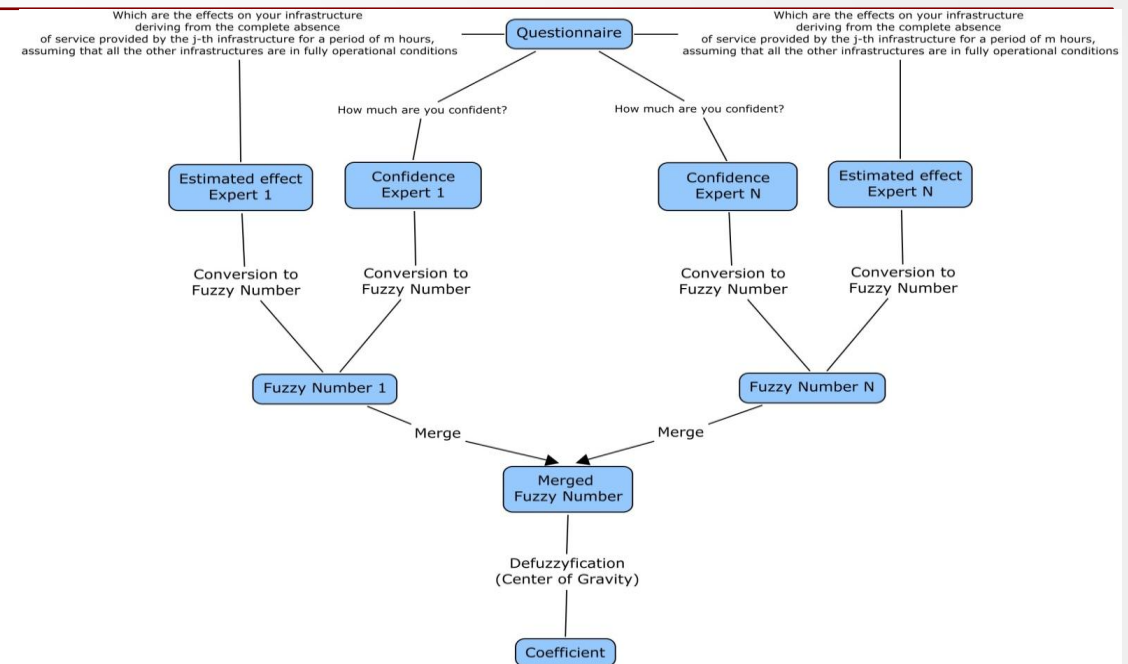 Which are the effects on your infrastructure
deriving from the complete absence
of service provided by the j-th infrastructure for a period of m hours,
assuming that all the other infrastructures are in fully operational conditions
Questionnaire
Which are the effects on your infrastructure
deriving from the complete absence
of service provided by the j-th infrastructure for a period of m hours,
assuming that all the other infrastructures are in fully operational conditions
How much are you confident?
How much are you confident?
Estimated effect
Expert 1
Confidence
Expert 1
Confidence
Expert N
Estimated effect
Expert N
Conversion to
Fuzzy Number
Conversion to
Fuzzy Number
Conversion to
Fuzzy Number
Conversion to
Fuzzy Number
Fuzzy Number 1
Fuzzy Number N
Merge
Merge
Merged
Fuzzy Number
Defuzzyfication
(Center of Gravity)
Coefficient